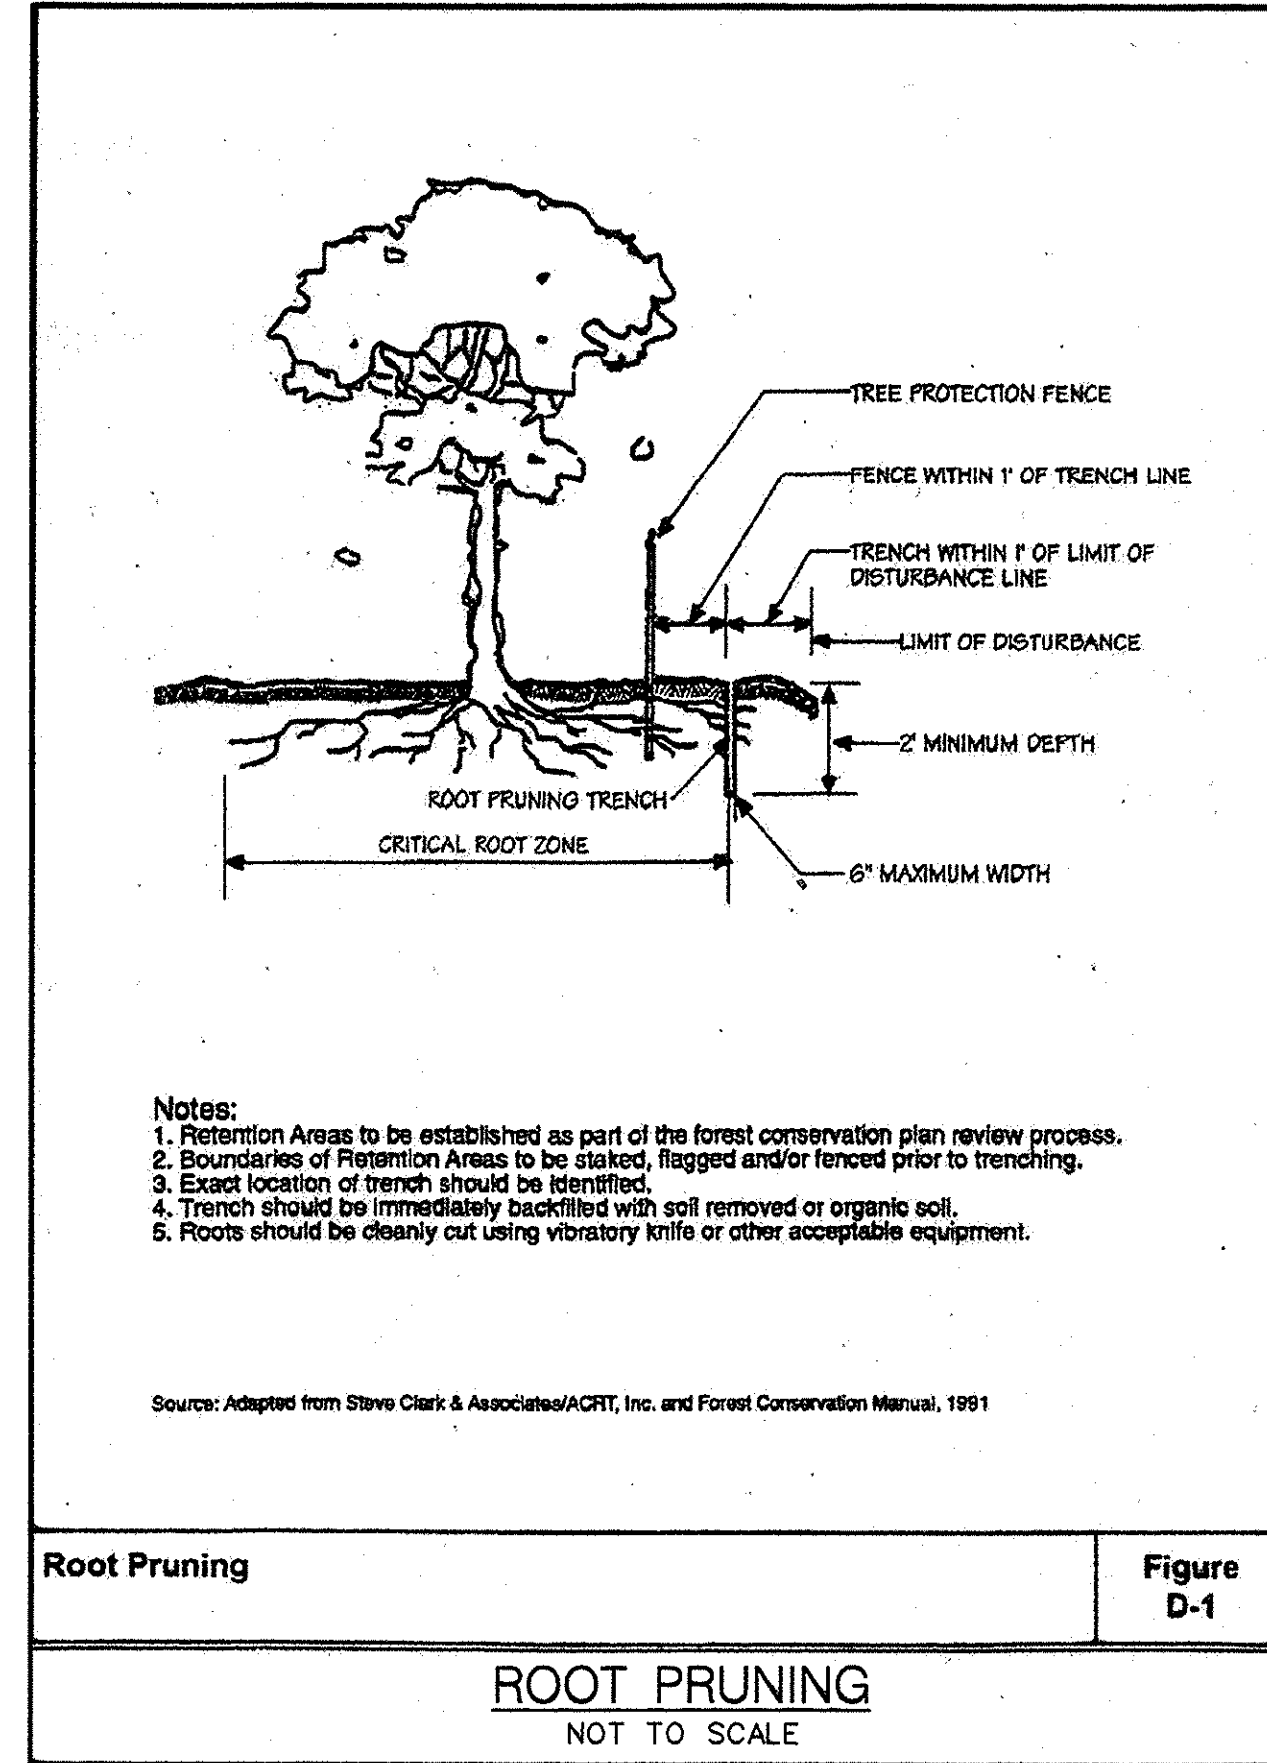 TREE PROTECTION FENCE
FENCE WITHIN 1' OF TRENCH LINE
TRENCH WITHIN 1' OF LIMIT OF
DISTURBANCE LINE
LIMIT OF DISTURBANCE
2' MINIMUM DEPTH
ROOT PRUNING TRENCH
CRITICAL ROOT ZONE
6" MAXIMUM WIDTH
Notes:
1. Retention Areas to be established as part of the forest conservation plan review process.
2. Boundaries of Retention Areas to be staked, flagged and/or fenced prior to trenching.
3. Exact location of trench should be identified.
4. Trench should be immediately backfilled with soil removed or organic soil.
5. Roots should be cleanly cut using vibratory knife or other acceptable equipment.
Source: Adapted from Steve Clark & Associates/ACRT, Inc. and Forest Conservation Manual, 1991
Root Pruning
Figure
D-1
ROOT PRUNING
NOT TO SCALE